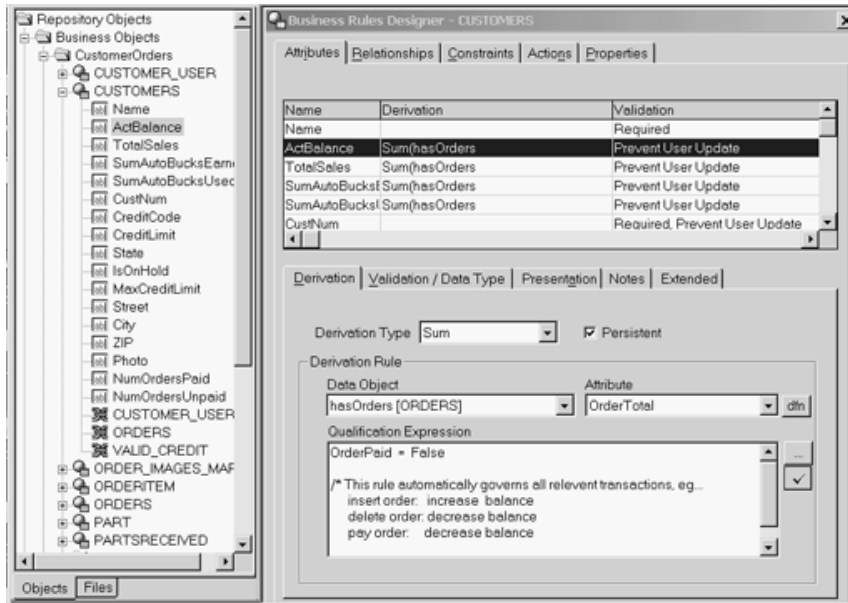 Repository Objects
Business Objects
CustomerOrders
CUSTOMER_USER
CUSTOMERS
Name
ActBalance
TotalSales
SumAutoBucksEarn
SumAutoBucksUsed
CustNum
CreditCode
CreditLimit
State
IsOnHold
MaxCreditLimit
Street
City
ZIP
Photo
NumOrdersPaid
NumOrdersUnpaid
CUSTOMER_USER
ORDERS
VALID_CREDIT
ORDER_IMAGES_MAP
ORDERITEM
ORDERS
PART
PARTSRECEIVED
Objects Files
Business Rules Designer - CUSTOMERS
Attributes Relationships Constraints Actions Properties
Name Derivation Validation
Name Required
ActBalance Sum(hasOrders Prevent User Update
TotalSales Sum(hasOrders Prevent User Update
SumAutoBucksE Sum(hasOrders Prevent User Update
SumAutoBucksU Sum(hasOrders Prevent User Update
CustNum Required, Prevent User Update
Derivation Validation / Data Type Presentation Notes Extended
Derivation Type Sum Persistent
Derivation Rule
Data Object Attribute
hasOrders [ORDERS] OrderTotal dfn
Qualification Expression
OrderPaid = False
...
/* This rule automatically governs all relevent transactions, eg...
insert order: increase balance
delete order: decrease balance
pay order: decrease balance